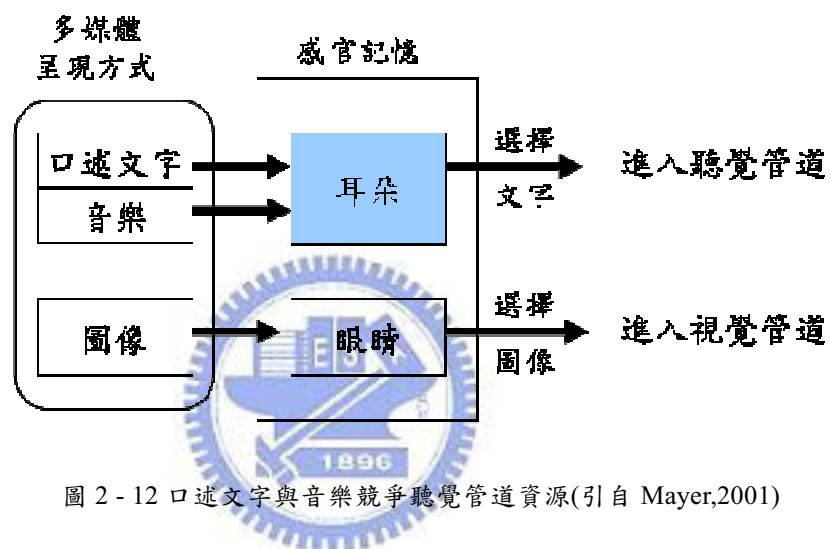 多媒體
呈現方式
感官記憶
口述文字
音樂
耳朵
選擇
文字
進入聽覺管道
圖像
眼睛
選擇
圖像
進入視覺管道
ES
1896
圖 2 - 12 口述文字與音樂競爭聽覺管道資源(引自 Mayer,2001)